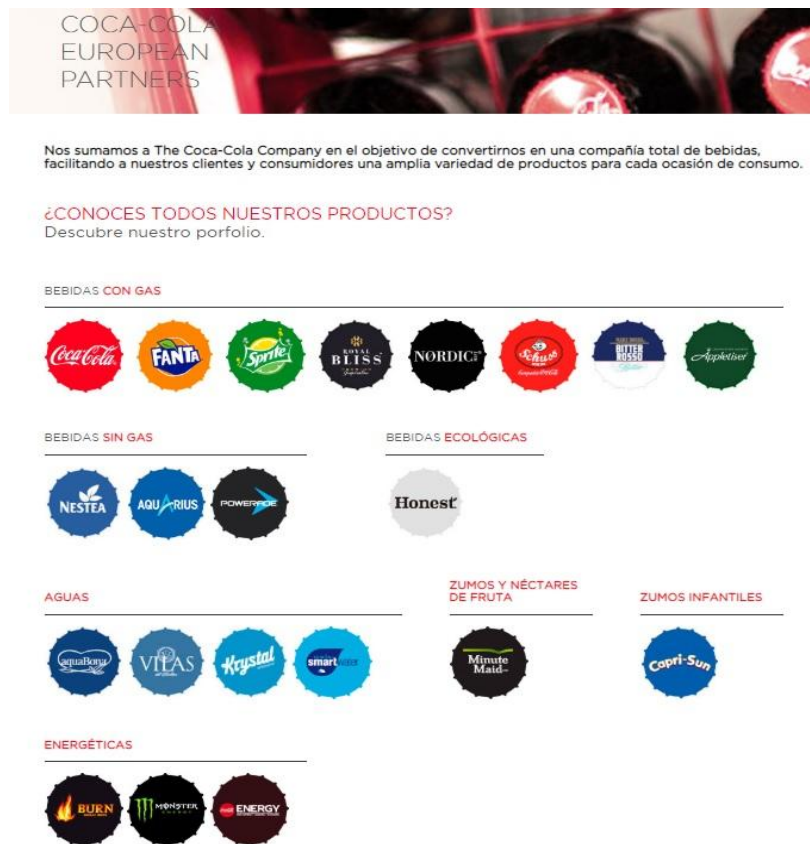 COCA-COLA
EUROPEAN
PARTNERS
Nos sumamos a The Coca-Cola Company en el objetivo de convertirnos en una compañía total de bebidas,
facilitando a nuestros clientes y consumidores una amplia variedad de productos para cada ocasión de consumo.
¿CONOCES TODOS NUESTROS PRODUCTOS?
Descubre nuestro porfolio.
BEBIDAS CON GAS
Coca-Cola
FANTA
Sprite
ROYAL
BLISS
NORDIC
Schuss
BITTER
ROSSO
Appletiser
BEBIDAS SIN GAS
BEBIDAS ECOLÓGICAS
NESTEA
AQUARIUS
POWERADE
Honest
AGUAS
ZUMOS Y NÉCTARES
DE FRUTA
ZUMOS INFANTILES
aquaBona
VILAS
Krystal
smartwater
Minute
Maid
Capri-Sun
ENERGÉTICAS
BURN
MONSTER
ENERGY
ENERGY